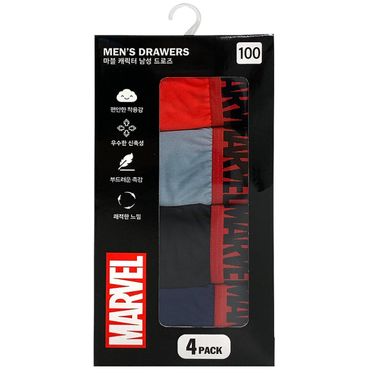 MEN'S DRAWERS
마블 캐릭터 남성 드로즈
100
편안한 착용감
우수한 신축성
부드러운 촉감
쾌적한 느낌
MARVEL
4 PACK